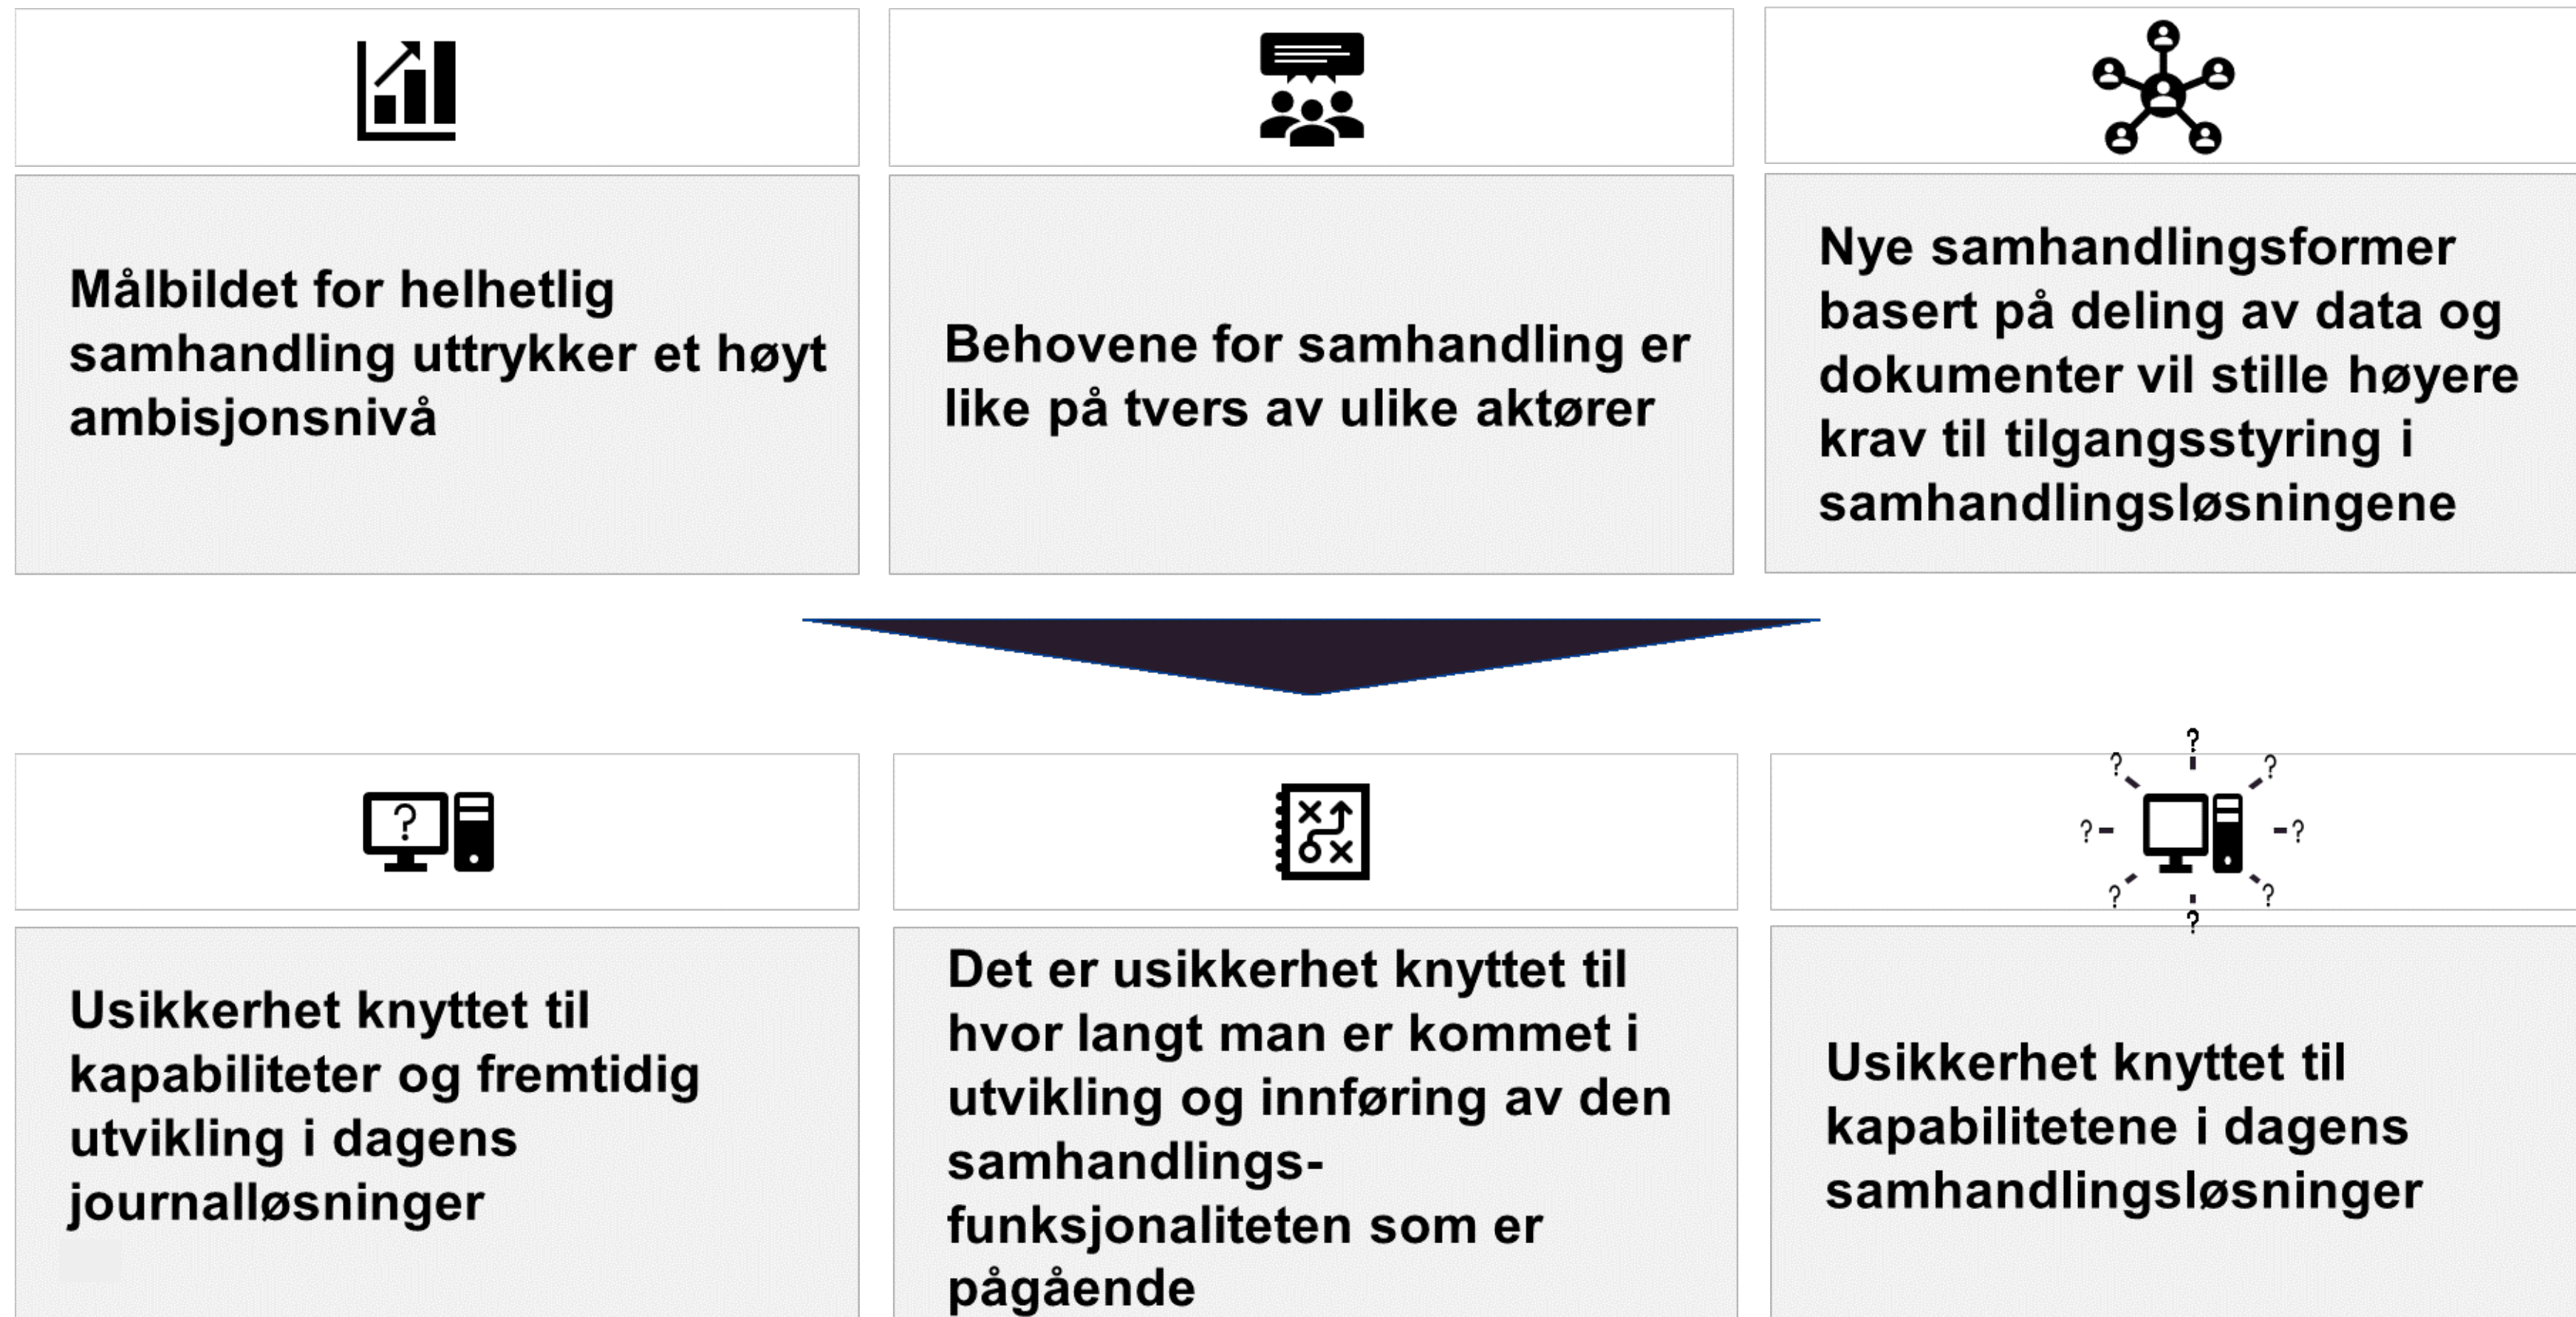 Målbildet for helhetlig
samhandling uttrykker et høyt
ambisjonsnivå
Behovene for samhandling er
like på tvers av ulike aktører
Nye samhandlingsformer
basert på deling av data og
dokumenter vil stille høyere
krav til tilgangsstyring i
samhandlingsløsningene
?
Usikkerhet knyttet til
kapabiliteter og fremtidig
utvikling i dagens
journalløsninger
Det er usikkerhet knyttet til
hvor langt man er kommet i
utvikling og innføring av den
samhandlings-
funksjonaliteten som er
pågående
?
? ?
? ?
? ?
?
Usikkerhet knyttet til
kapabilitetene i dagens
samhandlingsløsninger